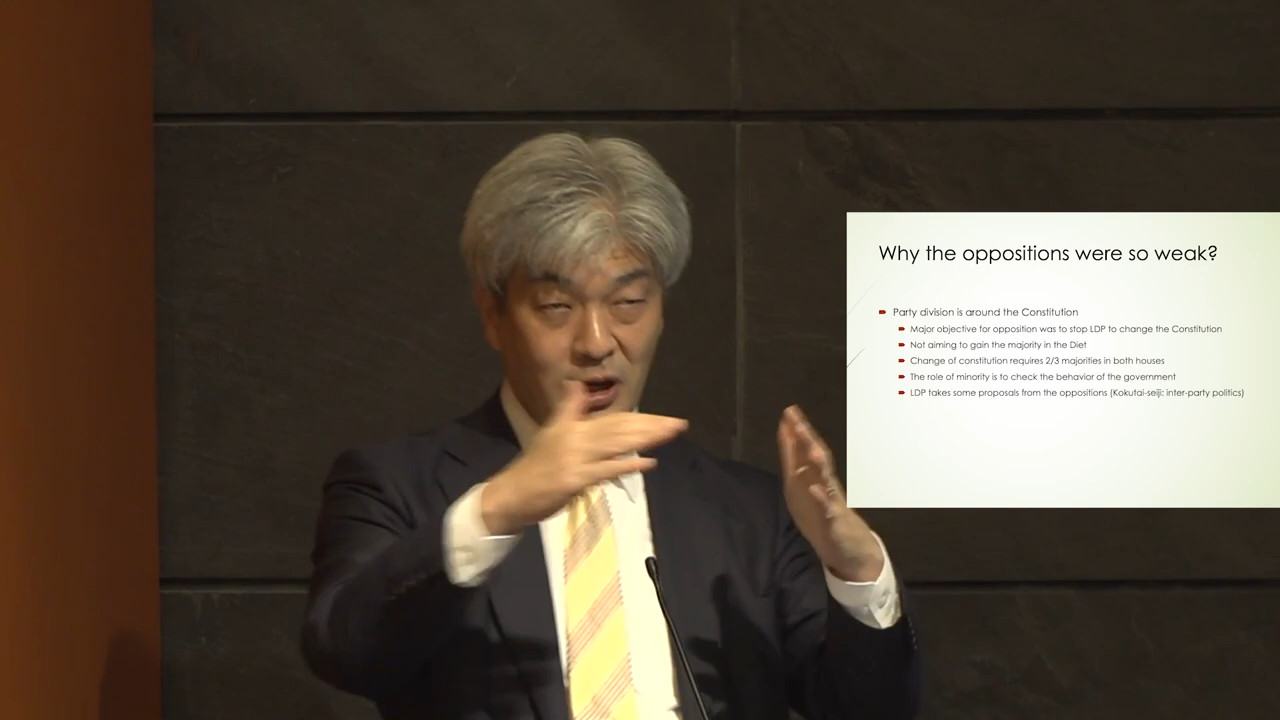 Why the oppositions were so weak?
Party division is around the Constitution
Major objective for opposition was to stop LDP to change the Constitution
Not aiming to gain the majority in the Diet
Change of constitution requires 2/3 majorities in both houses
The role of minority is to check the behavior of the government
LDP takes some proposals from the oppositions (Kokutai-seiji: inter-party politics)